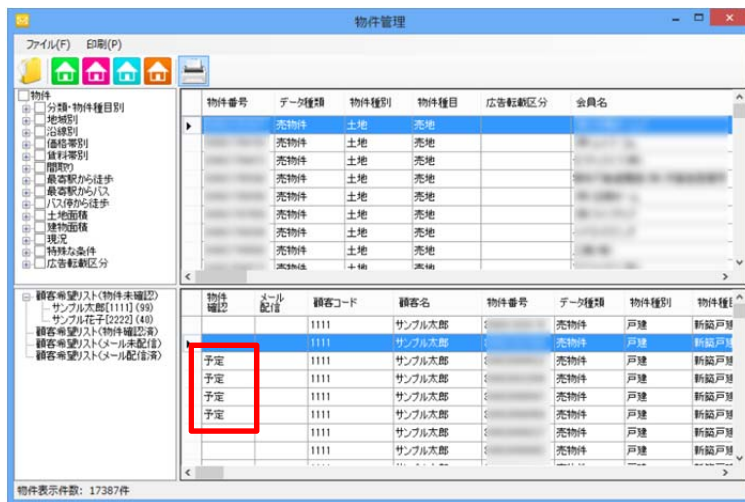 物件管理
ファイル(F) 印刷(P)
物件
分類・物件種目別
地域別
沿線別
価格帯別
賃料帯別
間取り
最寄駅から徒歩
最寄駅からバス
バス停から徒歩
土地面積
建物面積
現況
特殊な条件
広告転載区分
物件番号 データ種類 物件種別 物件種目 広告転載区分 会員名
売物件 土地 売地
売物件 土地 売地
売物件 土地 売地
売物件 土地 売地
売物件 土地 売地
売物件 土地 売地
売物件 土地 売地
売物件 土地 売地
売物件 土地 売地
顧客希望リスト(物件未確認)
サンプル太郎[1111](99)
サンプル花子[2222](40)
顧客希望リスト(物件確認済)
顧客希望リスト(メール未配信)
顧客希望リスト(メール配信済)
物件確認 メール配信 顧客コード 顧客名 物件番号 データ種類 物件種別 物件種目
1111 サンプル太郎 売物件 戸建 新築戸建
1111 サンプル太郎 売物件 戸建 新築戸建
予定 1111 サンプル太郎 売物件 戸建 新築戸建
予定 1111 サンプル太郎 売物件 戸建 新築戸建
予定 1111 サンプル太郎 売物件 戸建 新築戸建
予定 1111 サンプル太郎 売物件 戸建 新築戸建
1111 サンプル太郎 売物件 戸建 新築戸建
1111 サンプル太郎 売物件 戸建 新築戸建
物件表示件数: 17387件